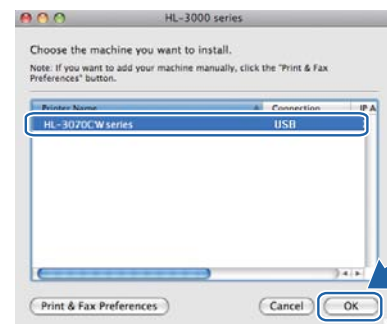 HL-3000 series
Choose the machine you want to install.
Note: If you want to add your machine manually, click the "Print & Fax
Preferences" button.
Printer Name Connection IP A
HL-3070CW series USB
Print & Fax Preferences Cancel OK